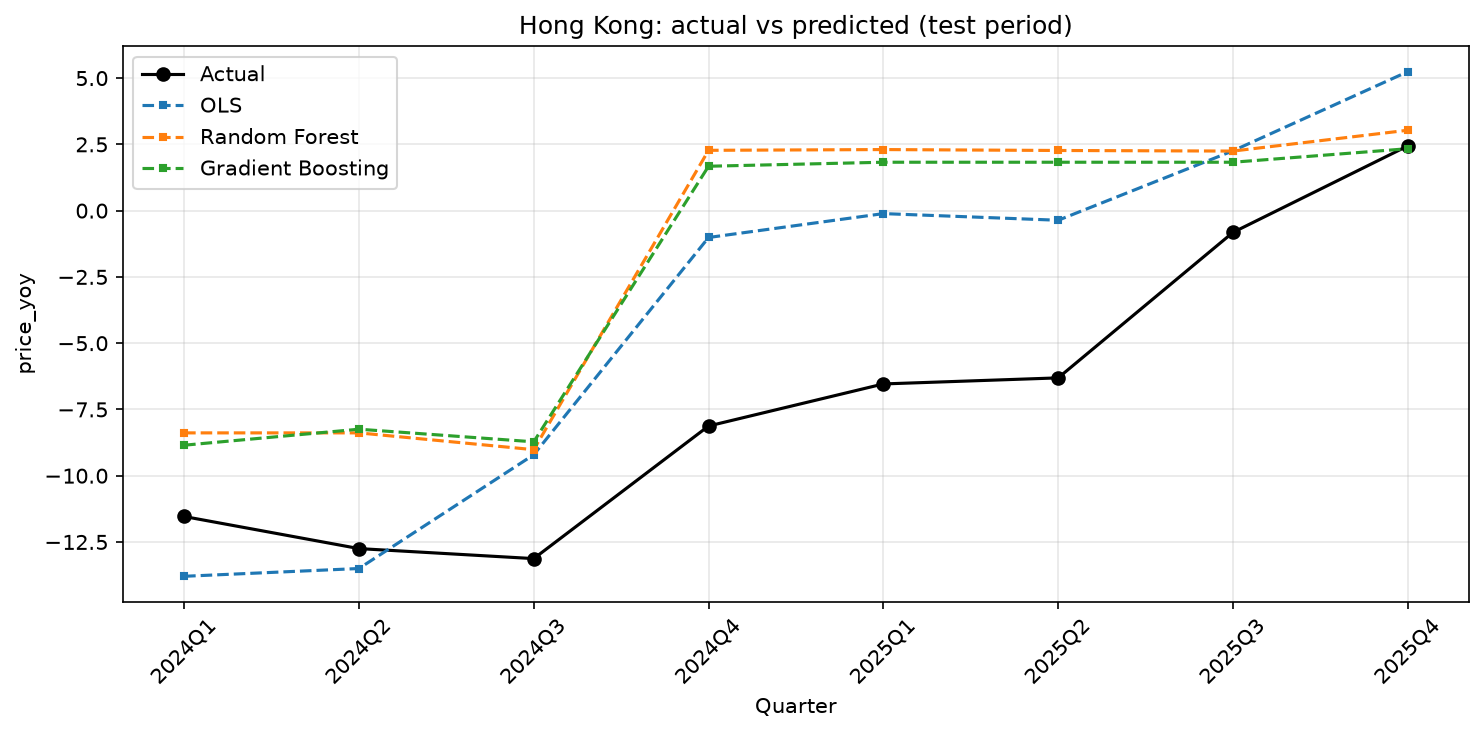 Hong Kong: actual vs predicted (test period)
Actual
OLS
Random Forest
Gradient Boosting
5.0
2.5
0.0
−2.5
−5.0
−7.5
−10.0
−12.5
price_yoy
2024Q1
2024Q2
2024Q3
2024Q4
2025Q1
2025Q2
2025Q3
2025Q4
Quarter